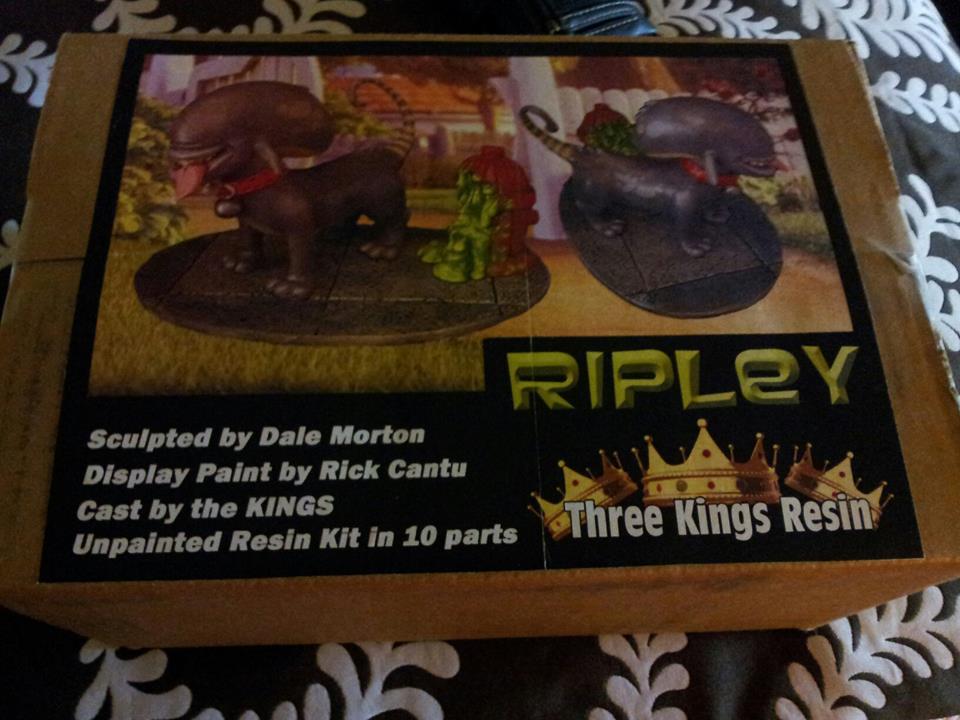 RIPLeY
Sculpted by Dale Morton
Display Paint by Rick Cantu
Cast by the KINGS
Unpainted Resin Kit in 10 parts
Three Kings Resin